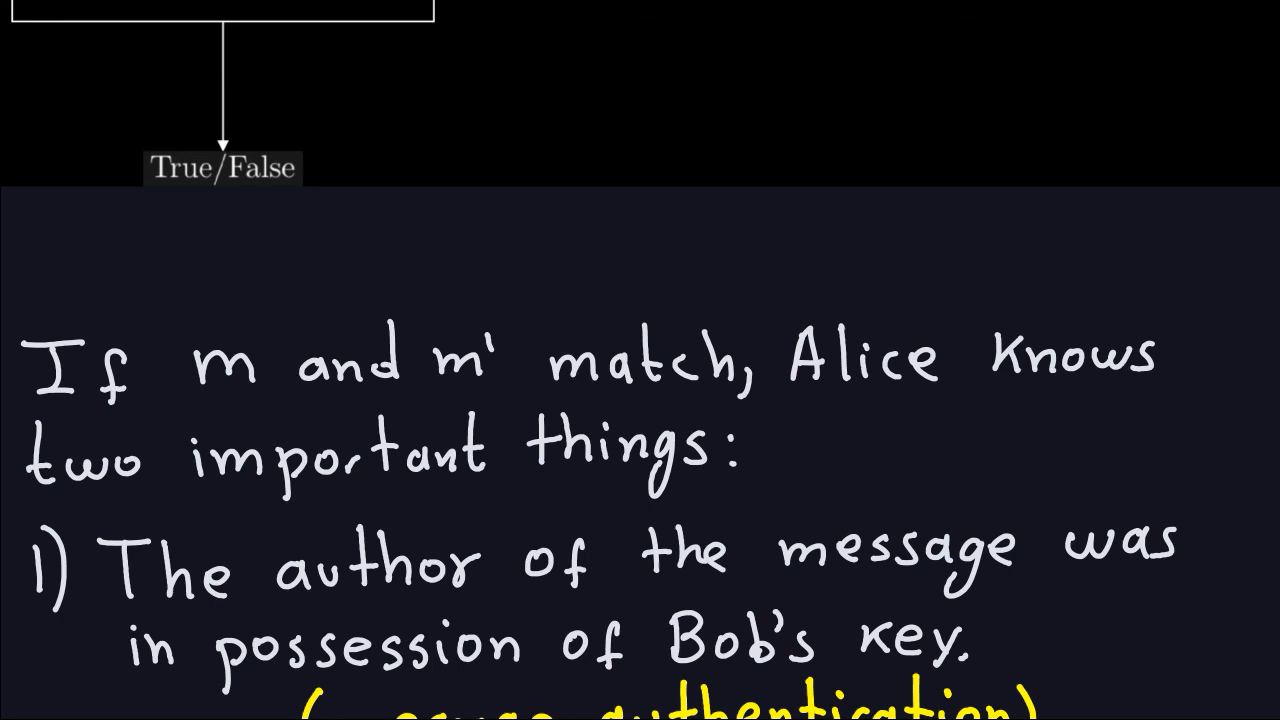 True/False
If m and m' match, Alice knows
two important things:
1) The author of the message was
in possession of Bob's key.
( authentication)